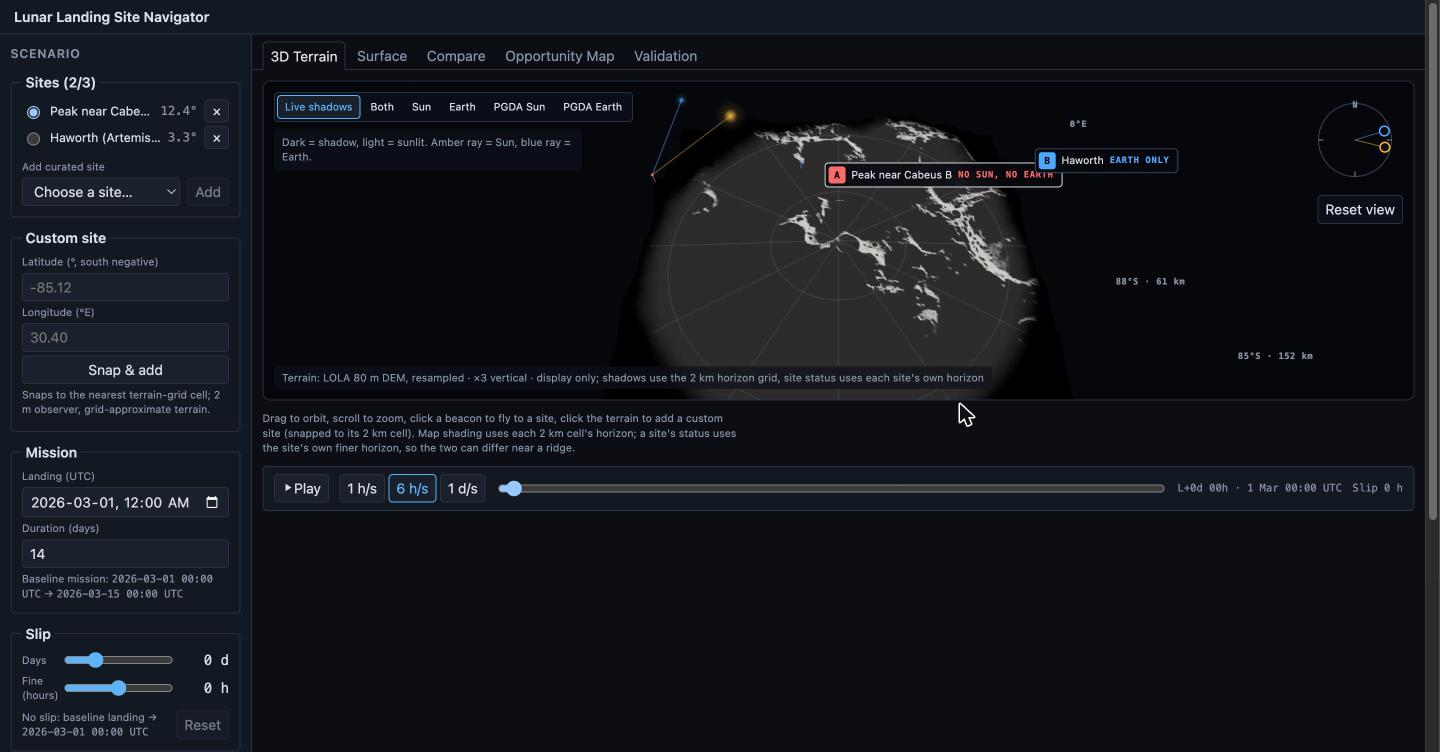 Lunar Landing Site Navigator
SCENARIO
Sites (2/3)
Peak near Cabe... 12.4° ×
Haworth (Artemis... 3.3° ×
Add curated site
Choose a site... Add
Custom site
Latitude (°, south negative)
-85.12
Longitude (°E)
30.40
Snap & add
Snaps to the nearest terrain-grid cell; 2
m observer, grid-approximate terrain.
Mission
Landing (UTC)
2026-03-01, 12:00 AM
Duration (days)
14
Baseline mission: 2026-03-01 00:00
UTC → 2026-03-15 00:00 UTC
Slip
Days 0 d
Fine
(hours) 0 h
No slip: baseline landing →
2026-03-01 00:00 UTC
Reset
3D Terrain Surface Compare Opportunity Map Validation
Live shadows Both Sun Earth PGDA Sun PGDA Earth
Dark = shadow, light = sunlit. Amber ray = Sun, blue ray =
Earth.
N
0°E
B Haworth EARTH ONLY
A Peak near Cabeus B NO SUN, NO EARTH
Reset view
88°S · 61 km
85°S · 152 km
Terrain: LOLA 80 m DEM, resampled · ×3 vertical · display only; shadows use the 2 km horizon grid, site status uses each site's own horizon
Drag to orbit, scroll to zoom, click a beacon to fly to a site, click the terrain to add a custom
site (snapped to its 2 km cell). Map shading uses each 2 km cell's horizon; a site's status uses
the site's own finer horizon, so the two can differ near a ridge.
Play 1 h/s 6 h/s 1 d/s L+0d 00h · 1 Mar 00:00 UTC Slip 0 h